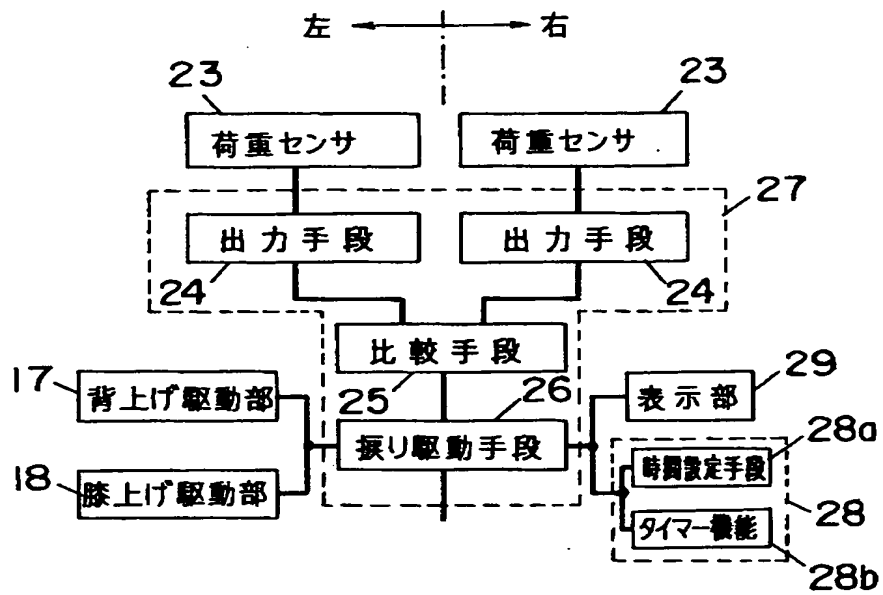 左 右
23 23
荷重センサ 荷重センサ
27
出力手段 出力手段
24 24
比較手段
25 26
17 背上げ駆動部
振り駆動手段
18 膝上げ駆動部
29
表示部
28a
時間設定手段
28
タイマー機能
28b